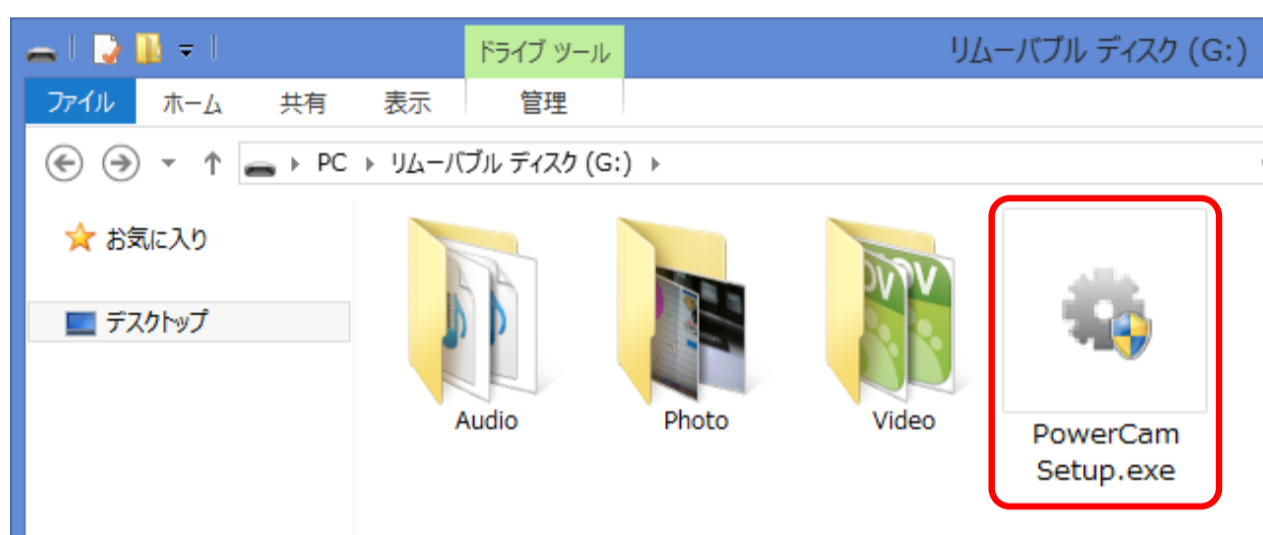 ドライブ ツール
リムーバブル ディスク (G:)
ファイル ホーム 共有 表示 管理
PC リムーバブル ディスク (G:)
お気に入り
デスクトップ
Audio
Photo
Video
PowerCam
Setup.exe